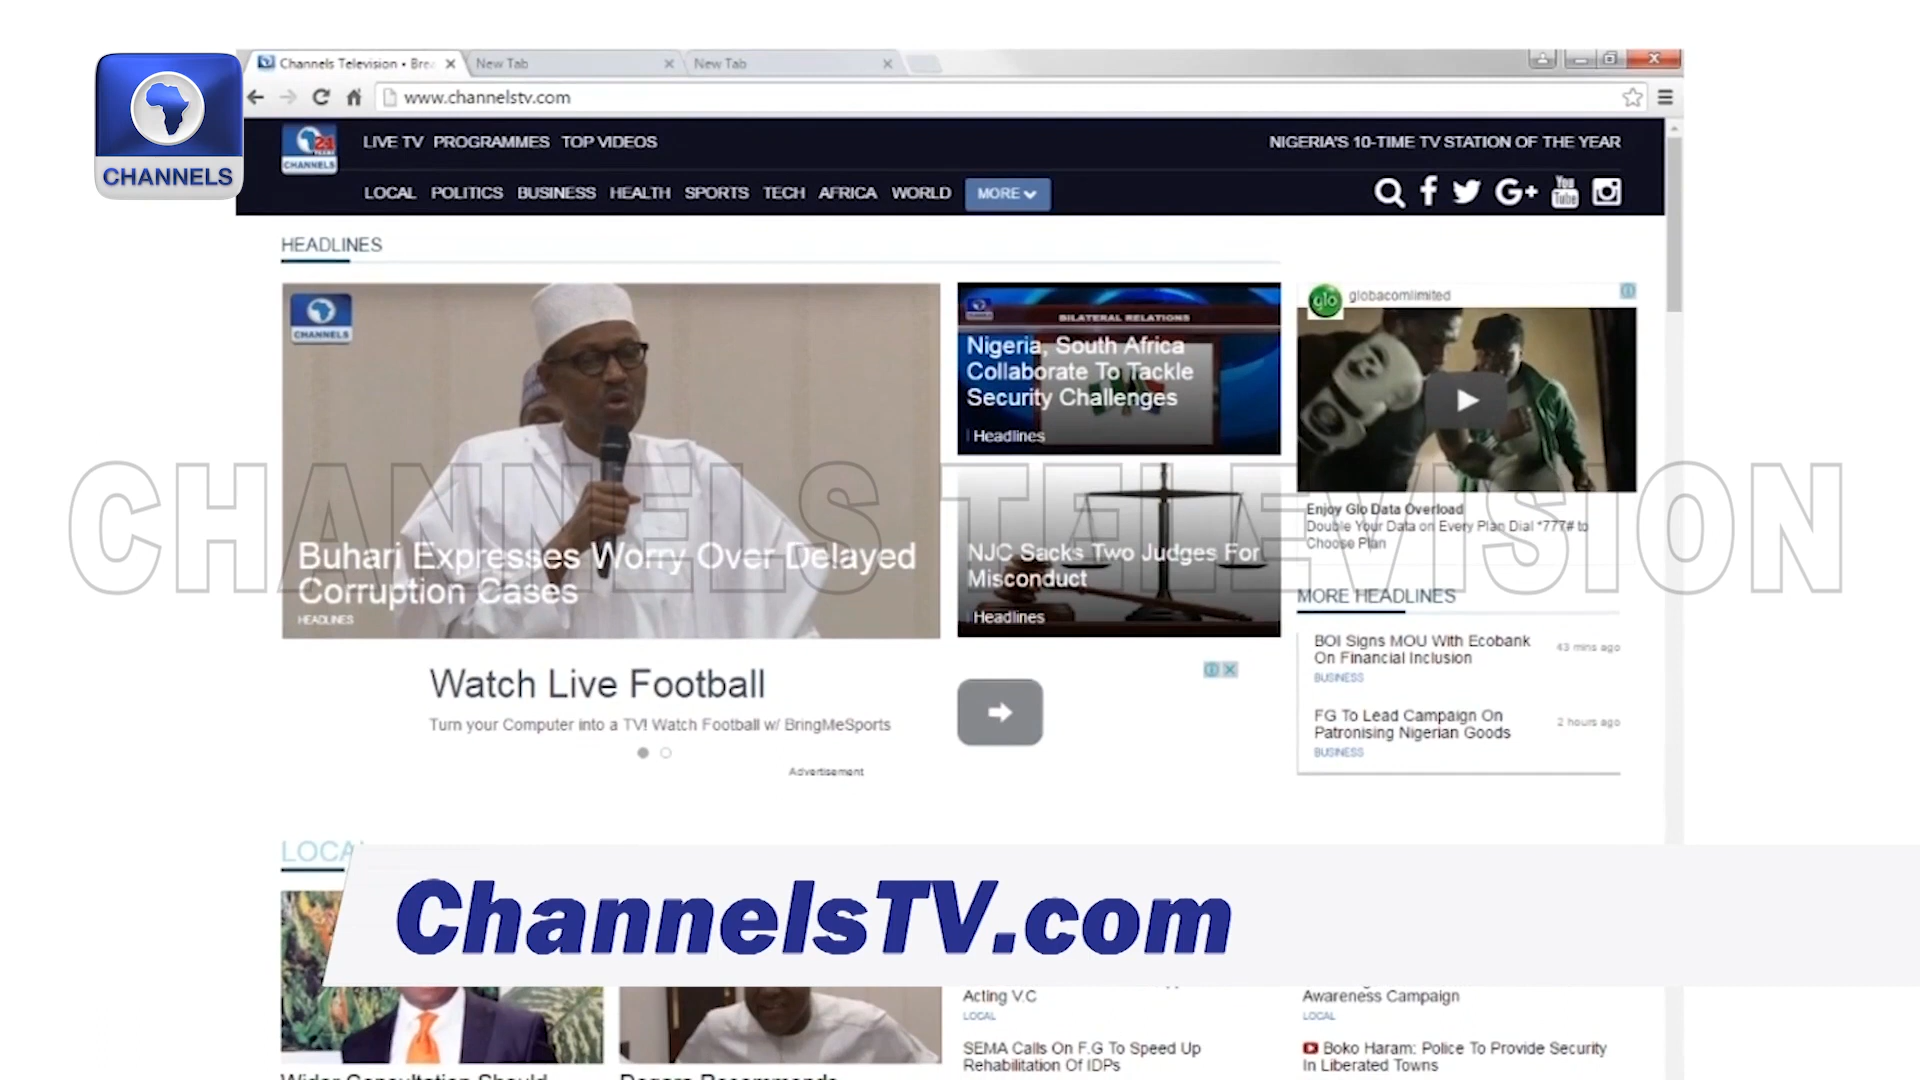 Channels Television • Brea
New Tab
New Tab
www.channelstv.com
CHANNELS
CHANNELS
LIVE TV PROGRAMMES TOP VIDEOS
NIGERIA'S 10-TIME TV STATION OF THE YEAR
LOCAL POLITICS BUSINESS HEALTH SPORTS TECH AFRICA WORLD MORE
G+ You Tube
HEADLINES
CHANNELS
Buhari Expresses Worry Over Delayed
Corruption Cases
HEADLINES
BILATERAL RELATIONS
Nigeria, South Africa
Collaborate To Tackle
Security Challenges
Headlines
NJC Sacks Two Judges For
Misconduct
Headlines
glo globacomlimited
Enjoy Glo Data Overload
Double Your Data on Every Plan Dial *777# to
Choose Plan
CHANNELS TELEVISION
MORE HEADLINES
BOI Signs MOU With Ecobank
On Financial Inclusion
43 mins ago
BUSINESS
FG To Lead Campaign On
Patronising Nigerian Goods
2 hours ago
BUSINESS
Watch Live Football
Turn your Computer into a TV! Watch Football w/ BringMeSports
Advertisement
LOCAL
ChannelsTV.com
Acting V.C
LOCAL
SEMA Calls On F.G To Speed Up
Rehabilitation Of IDPs
Awareness Campaign
LOCAL
Boko Haram: Police To Provide Security
In Liberated Towns